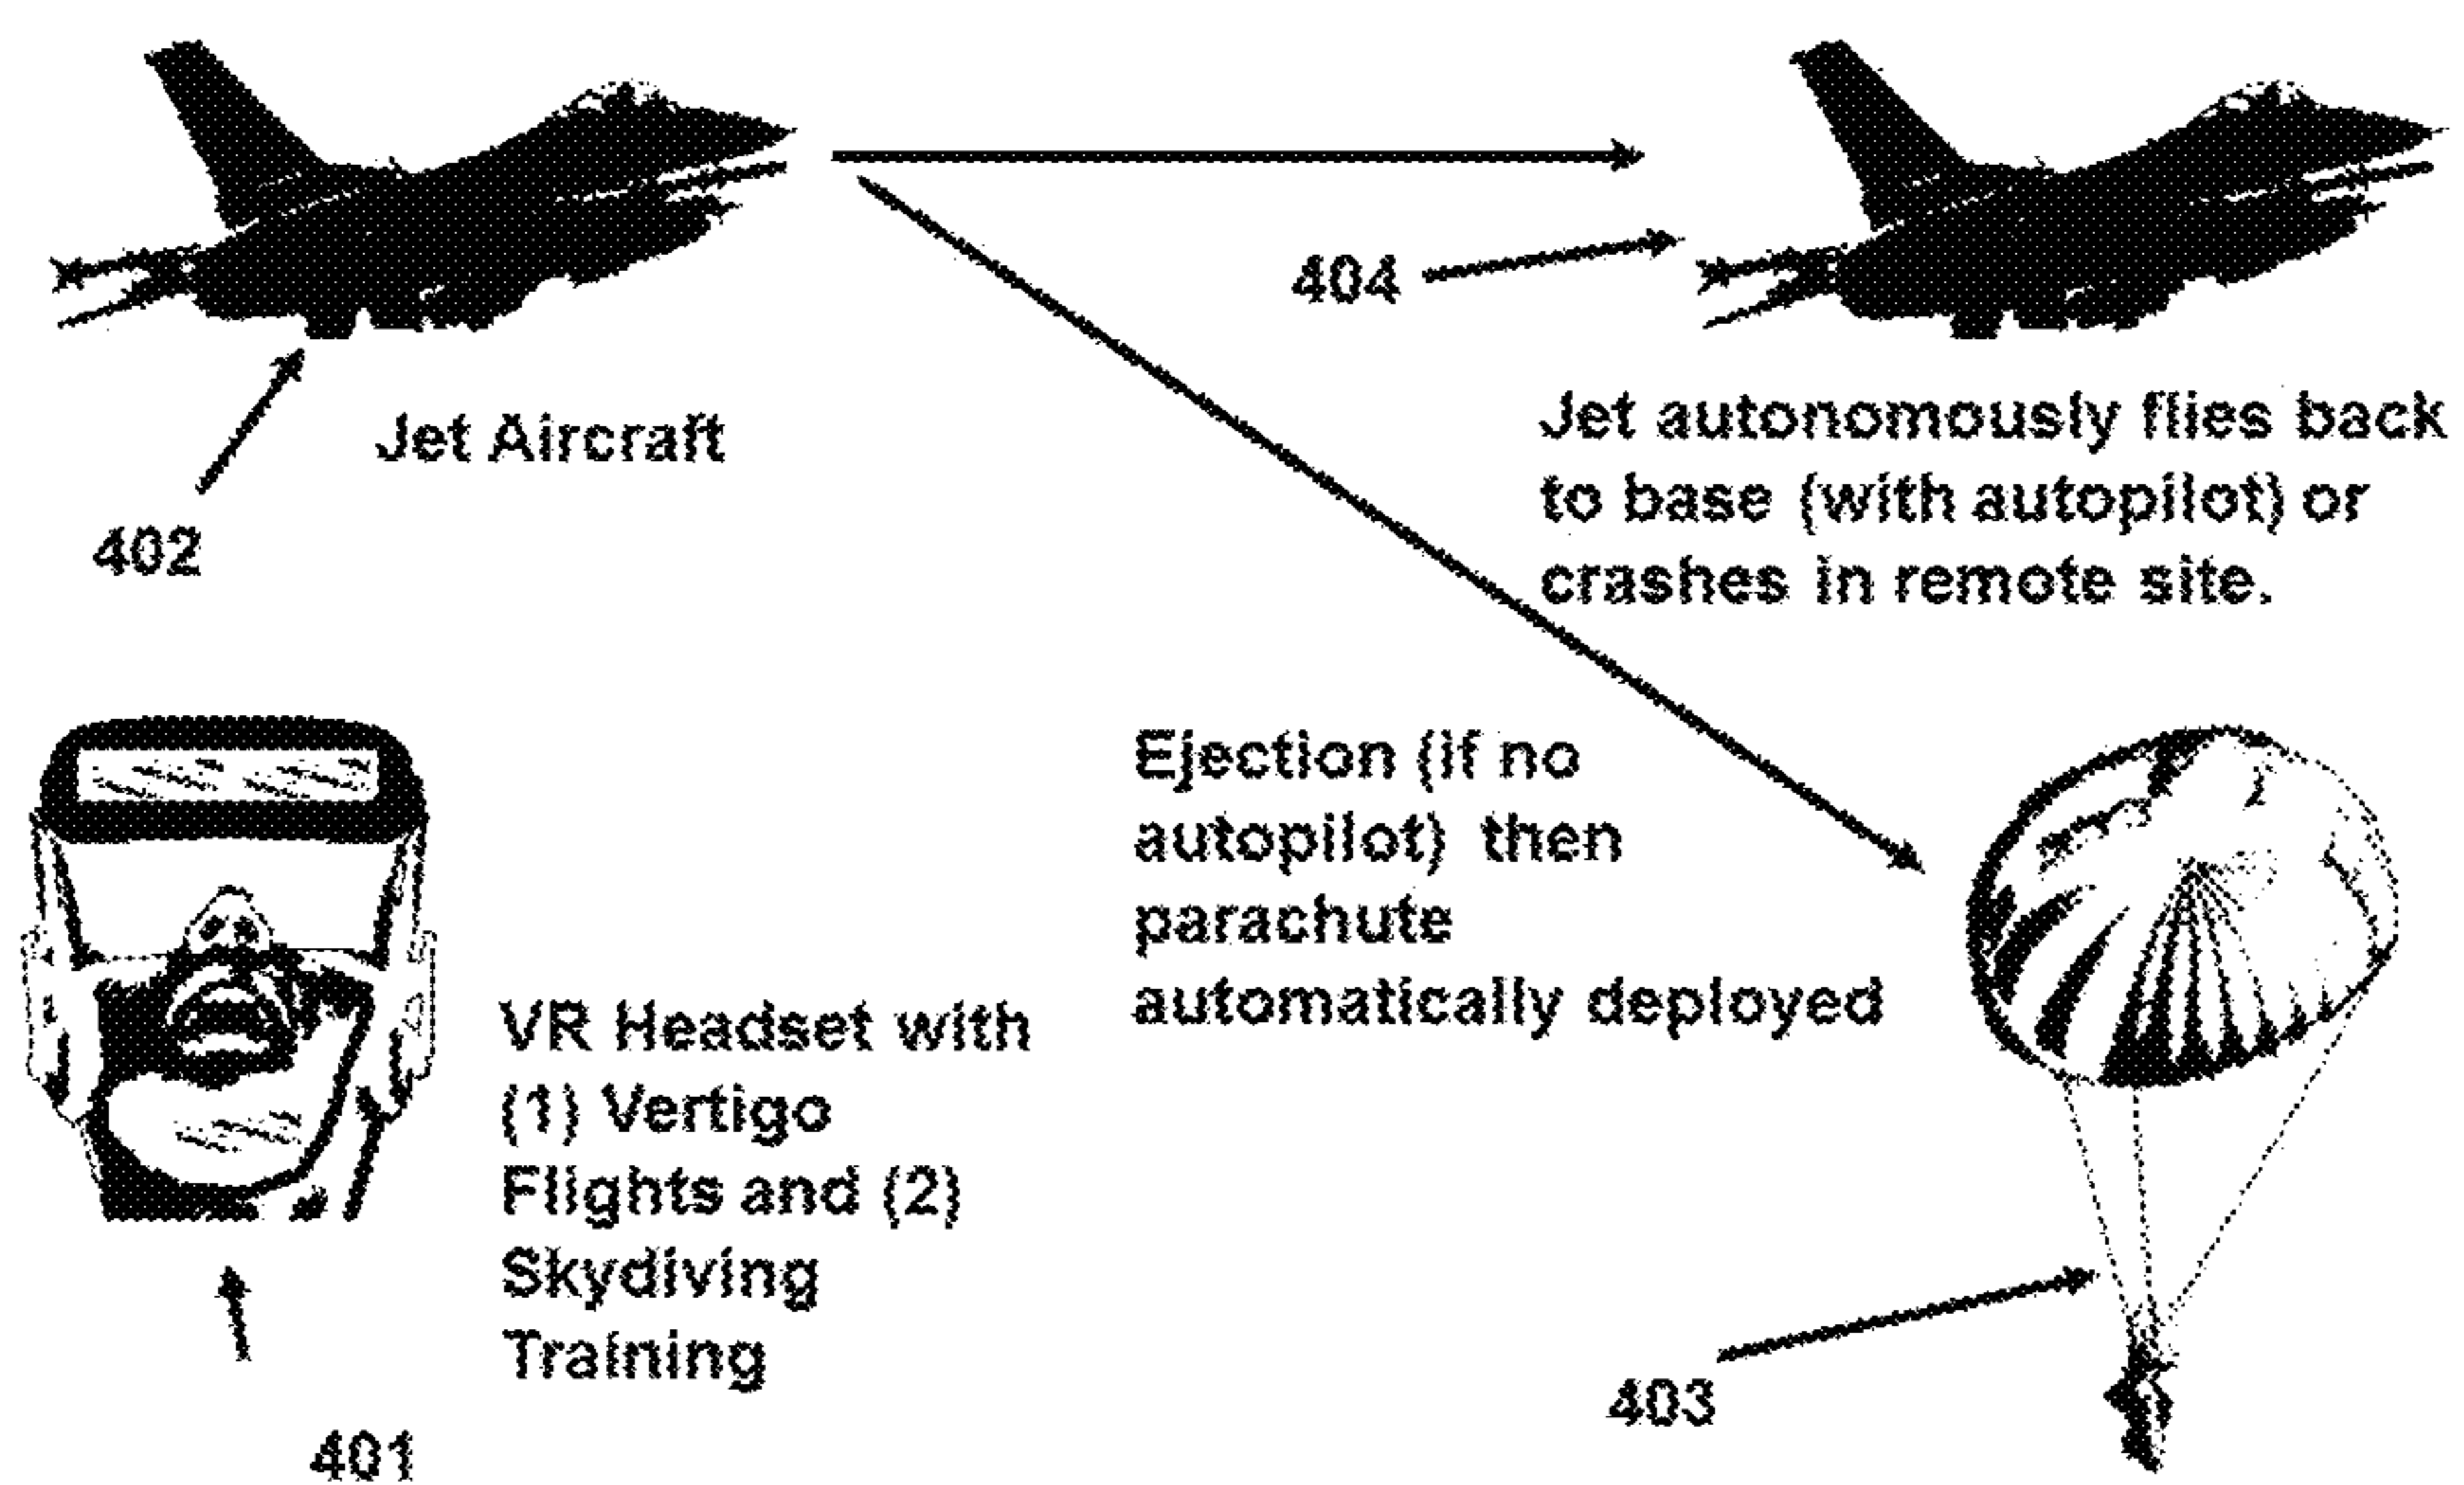 404
Jet Aircraft
402
Jet autonomously flies back
to base (with autopilot) or
crashes in remote site.
Ejection (if no
autopilot) then
parachute
automatically deployed
VR Headset with
(1) Vertigo
Flights and (2)
Skydiving
Training
401
403